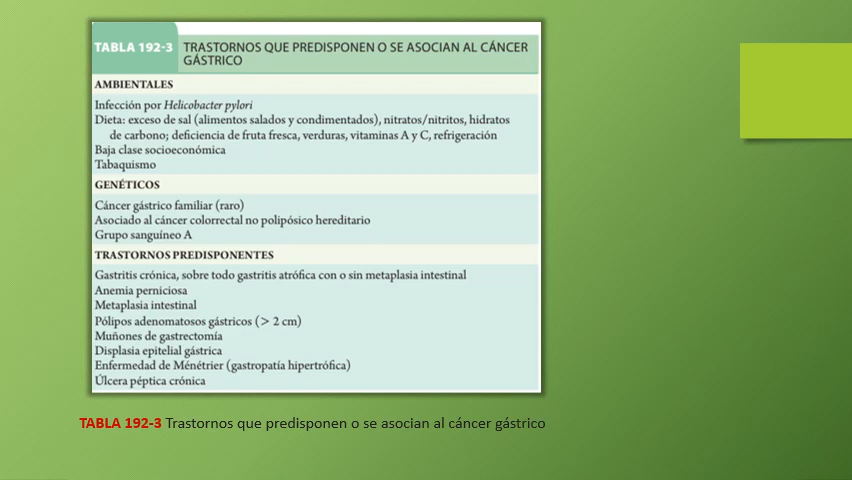 TABLA 192-3 TRASTORNOS QUE PREDISPONEN O SE ASOCIAN AL CÁNCER
GÁSTRICO
AMBIENTALES
Infección por Helicobacter pylori
Dieta: exceso de sal (alimentos salados y condimentados), nitratos/nitritos, hidratos
de carbono; deficiencia de fruta fresca, verduras, vitaminas A y C, refrigeración
Baja clase socioeconómica
Tabaquismo
GENÉTICOS
Cáncer gástrico familiar (raro)
Asociado al cáncer colorrectal no polipósico hereditario
Grupo sanguíneo A
TRASTORNOS PREDISPONENTES
Gastritis crónica, sobre todo gastritis atrófica con o sin metaplasia intestinal
Anemia perniciosa
Metaplasia intestinal
Pólipos adenomatosos gástricos (> 2 cm)
Muñones de gastrectomía
Displasia epitelial gástrica
Enfermedad de Ménétrier (gastropatía hipertrófica)
Úlcera péptica crónica
TABLA 192-3 Trastornos que predisponen o se asocian al cáncer gástrico